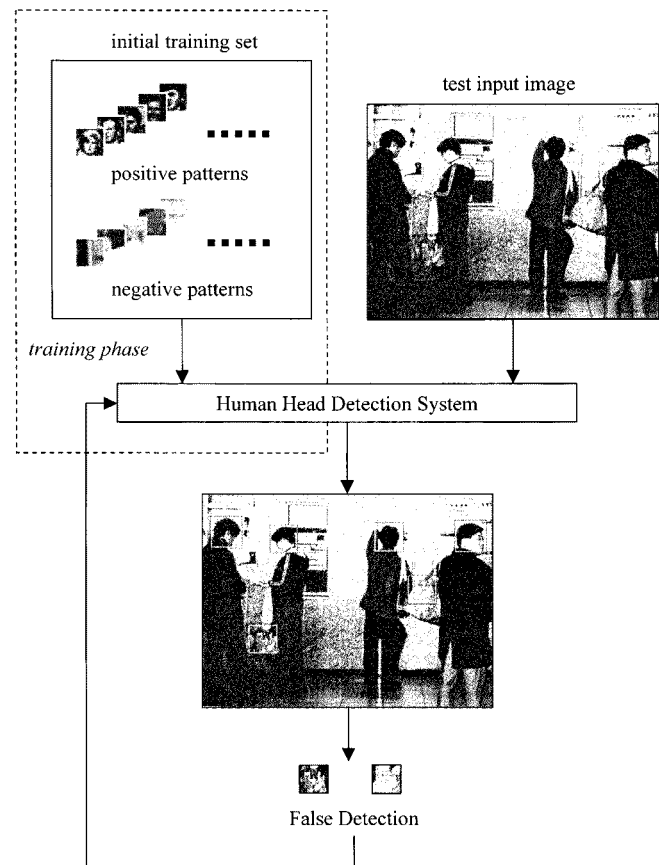 initial training set
test input image
positive patterns
negative patterns
training phase
Human Head Detection System
False Detection